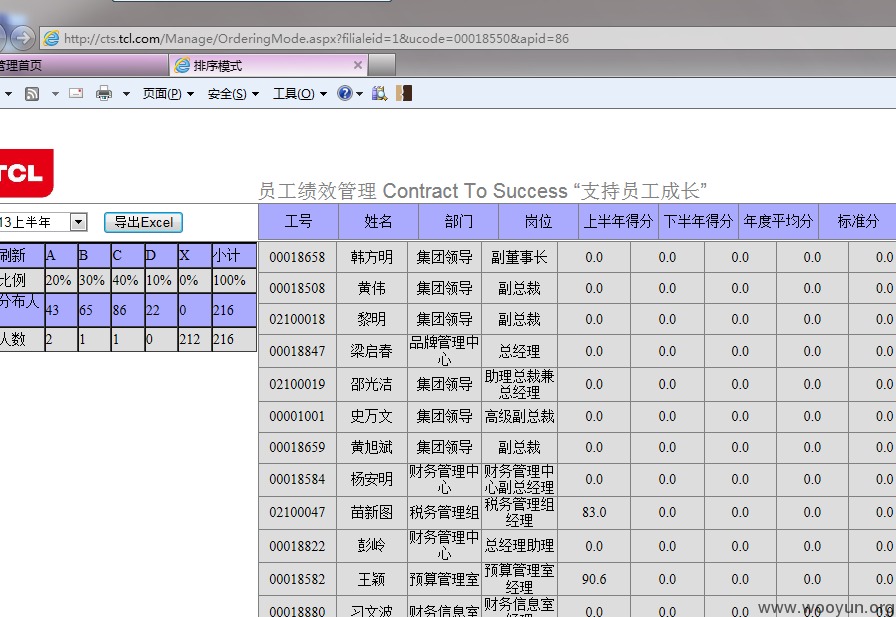 http://cts.tcl.com/Manage/OrderingMode.aspx?filialeid=1&ucode=00018550&apid=86
管理首页 排序模式 ×
页面(P) 安全(S) 工具(O)
TCL
员工绩效管理 Contract To Success “支持员工成长”
13上半年 导出Excel
刷新 A B C D X 小计
比例 20% 30% 40% 10% 0% 100%
分布人 43 65 86 22 0 216
人数 2 1 1 0 212 216
工号 姓名 部门 岗位 上半年得分 下半年得分 年度平均分 标准分
00018658 韩方明 集团领导 副董事长 0.0 0.0 0.0 0.0
00018508 黄伟 集团领导 副总裁 0.0 0.0 0.0 0.0
02100018 黎明 集团领导 副总裁 0.0 0.0 0.0 0.0
00018847 梁启春 品牌管理中心 总经理 0.0 0.0 0.0 0.0
02100019 邵光洁 集团领导 助理总裁兼总经理 0.0 0.0 0.0 0.0
00001001 史万文 集团领导 高级副总裁 0.0 0.0 0.0 0.0
00018659 黄旭斌 集团领导 副总裁 0.0 0.0 0.0 0.0
00018584 杨安明 财务管理中心 财务管理中心副总经理 0.0 0.0 0.0 0.0
02100047 苗新图 税务管理组 税务管理组经理 83.0 0.0 0.0 0.0
00018822 彭岭 财务管理中心 总经理助理 0.0 0.0 0.0 0.0
00018582 王颖 预算管理室 预算管理室经理 90.6 0.0 0.0 0.0
00018880 习文波 财务信息室 财务信息室经理 0.0 0.0 0.0 0.0
www.wooyun.org